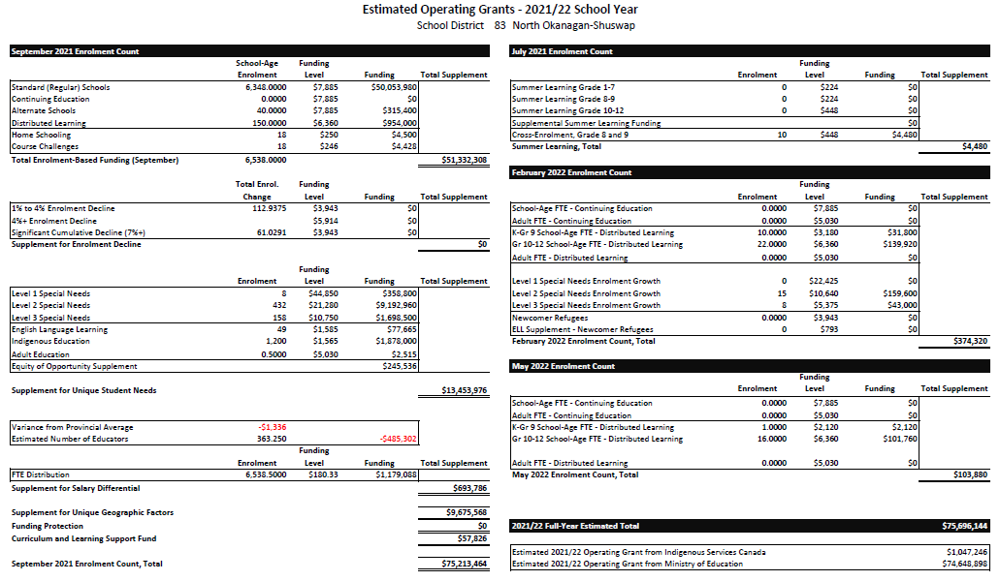 Estimated Operating Grants - 2021/22 School Year
School District 83 North Okanagan-Shuswap
September 2021 Enrolment Count
School-Age Funding
Enrolment Level Funding Total Supplement
Standard (Regular) Schools 6,348.0000 $7,885 $50,053,980
Continuing Education 0.0000 $7,885 $0
Alternate Schools 40.0000 $7,885 $315,400
Distributed Learning 150.0000 $6,360 $954,000
Home Schooling 18 $250 $4,500
Course Challenges 18 $246 $4,428
Total Enrolment-Based Funding (September) 6,538.0000 $51,332,308
Total Enrol. Funding
Change Level Funding Total Supplement
1% to 4% Enrolment Decline 112.9375 $3,943 $0
4%+ Enrolment Decline $5,914 $0
Significant Cumulative Decline (7%+) 61.0291 $3,943 $0
Supplement for Enrolment Decline $0
Funding
Enrolment Level Funding Total Supplement
Level 1 Special Needs 8 $44,850 $358,800
Level 2 Special Needs 432 $21,280 $9,192,960
Level 3 Special Needs 158 $10,750 $1,698,500
English Language Learning 49 $1,585 $77,665
Indigenous Education 1,200 $1,565 $1,878,000
Adult Education 0.5000 $5,030 $2,515
Equity of Opportunity Supplement $245,536
Supplement for Unique Student Needs $13,453,976
Variance from Provincial Average -$1,336
Estimated Number of Educators 363.250 -$485,302
Funding
Enrolment Level Funding Total Supplement
FTE Distribution 6,538.5000 $180.33 $1,179,088
Supplement for Salary Differential $693,786
Supplement for Unique Geographic Factors $9,675,568
Funding Protection $0
Curriculum and Learning Support Fund $57,826
September 2021 Enrolment Count, Total $75,213,464
July 2021 Enrolment Count
Funding
Enrolment Level Funding Total Supplement
Summer Learning Grade 1-7 0 $224 $0
Summer Learning Grade 8-9 0 $224 $0
Summer Learning Grade 10-12 0 $448 $0
Supplemental Summer Learning Funding $0
Cross-Enrolment, Grade 8 and 9 10 $448 $4,480
Summer Learning, Total $4,480
February 2022 Enrolment Count
Funding
Enrolment Level Funding Total Supplement
School-Age FTE - Continuing Education 0.0000 $7,885 $0
Adult FTE - Continuing Education 0.0000 $5,030 $0
K-Gr 9 School-Age FTE - Distributed Learning 10.0000 $3,180 $31,800
Gr 10-12 School-Age FTE - Distributed Learning 22.0000 $6,360 $139,920
Adult FTE - Distributed Learning 0.0000 $5,030 $0
Level 1 Special Needs Enrolment Growth 0 $22,425 $0
Level 2 Special Needs Enrolment Growth 15 $10,640 $159,600
Level 3 Special Needs Enrolment Growth 8 $5,375 $43,000
Newcomer Refugees 0.0000 $3,943 $0
ELL Supplement - Newcomer Refugees 0 $793 $0
February 2022 Enrolment Count, Total $374,320
May 2022 Enrolment Count
Funding
Enrolment Level Funding Total Supplement
School-Age FTE - Continuing Education 0.0000 $7,885 $0
Adult FTE - Continuing Education 0.0000 $5,030 $0
K-Gr 9 School-Age FTE - Distributed Learning 1.0000 $2,120 $2,120
Gr 10-12 School-Age FTE - Distributed Learning 16.0000 $6,360 $101,760
Adult FTE - Distributed Learning 0.0000 $5,030 $0
May 2022 Enrolment Count, Total $103,880
2021/22 Full-Year Estimated Total $75,696,144
Estimated 2021/22 Operating Grant from Indigenous Services Canada $1,047,246
Estimated 2021/22 Operating Grant from Ministry of Education $74,648,898